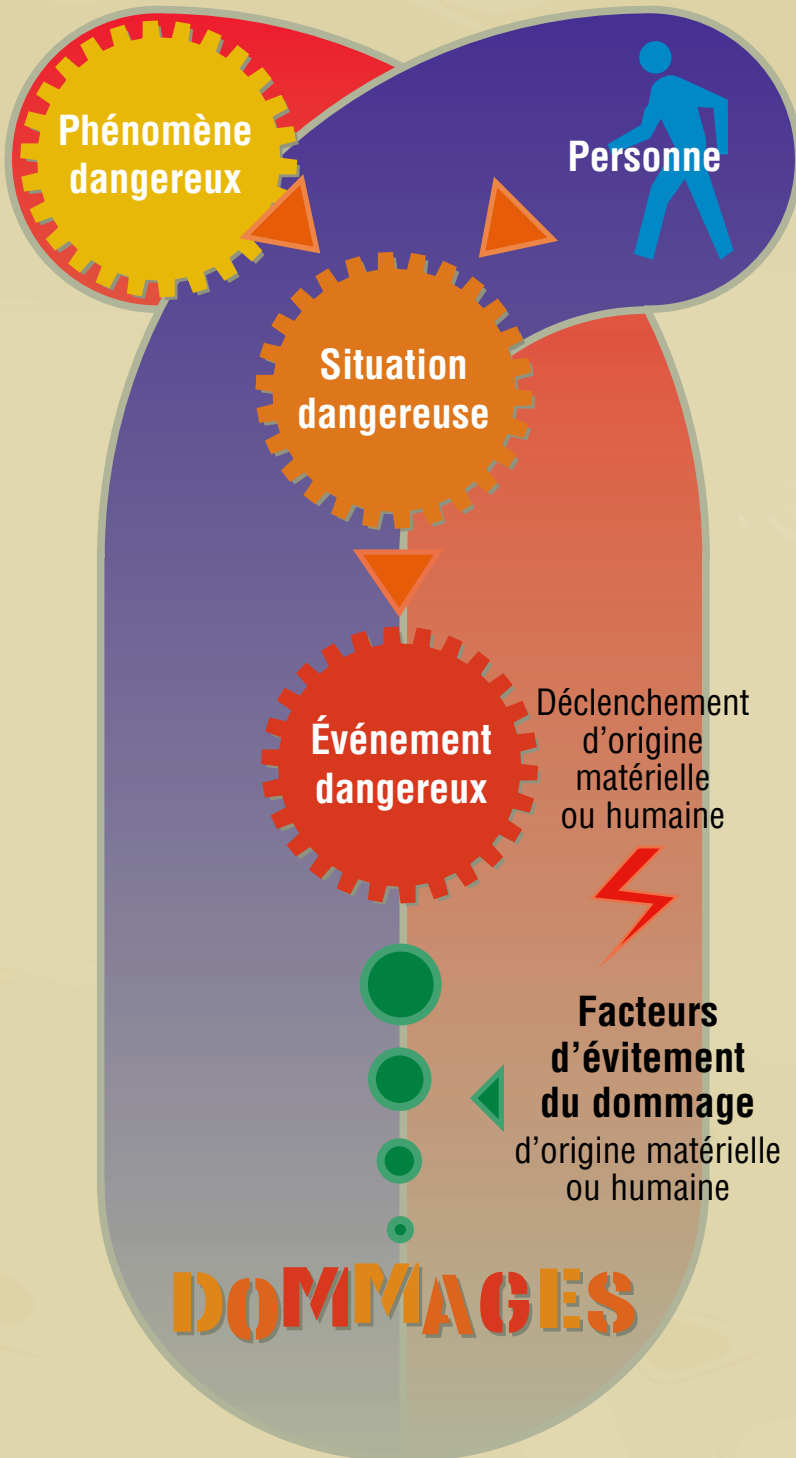 Phénomène
dangereux
Personne
Situation
dangereuse
Événement
dangereux
Déclenchement
d’origine
matérielle
ou humaine
Facteurs
d’évitement
du dommage
d’origine matérielle
ou humaine
DOMMAGES